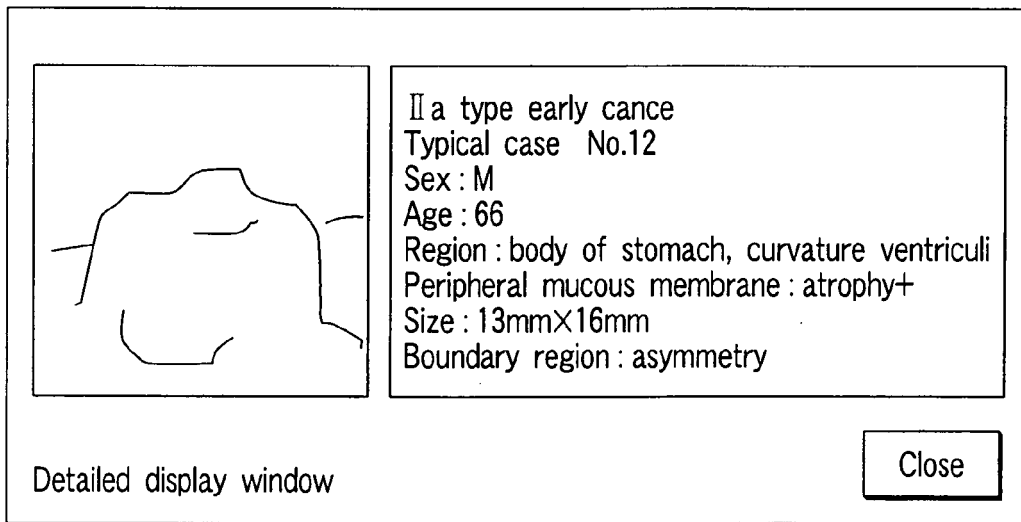 Ⅱa type early cance
Typical case No.12
Sex : M
Age : 66
Region : body of stomach, curvature ventriculi
Peripheral mucous membrane : atrophy+
Size : 13mm×16mm
Boundary region : asymmetry
Detailed display window
Close